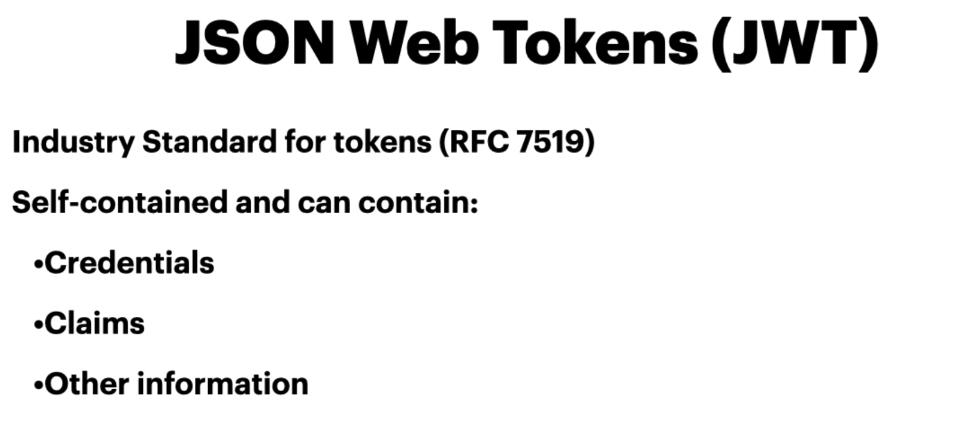 JSON Web Tokens (JWT)
Industry Standard for tokens (RFC 7519)
Self-contained and can contain:
•Credentials
•Claims
•Other information